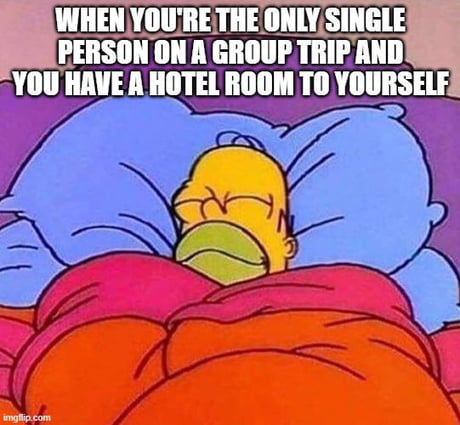 WHEN YOU'RE THE ONLY SINGLE
PERSON ON A GROUP TRIP AND
YOU HAVE A HOTEL ROOM TO YOURSELF
imgflip.com